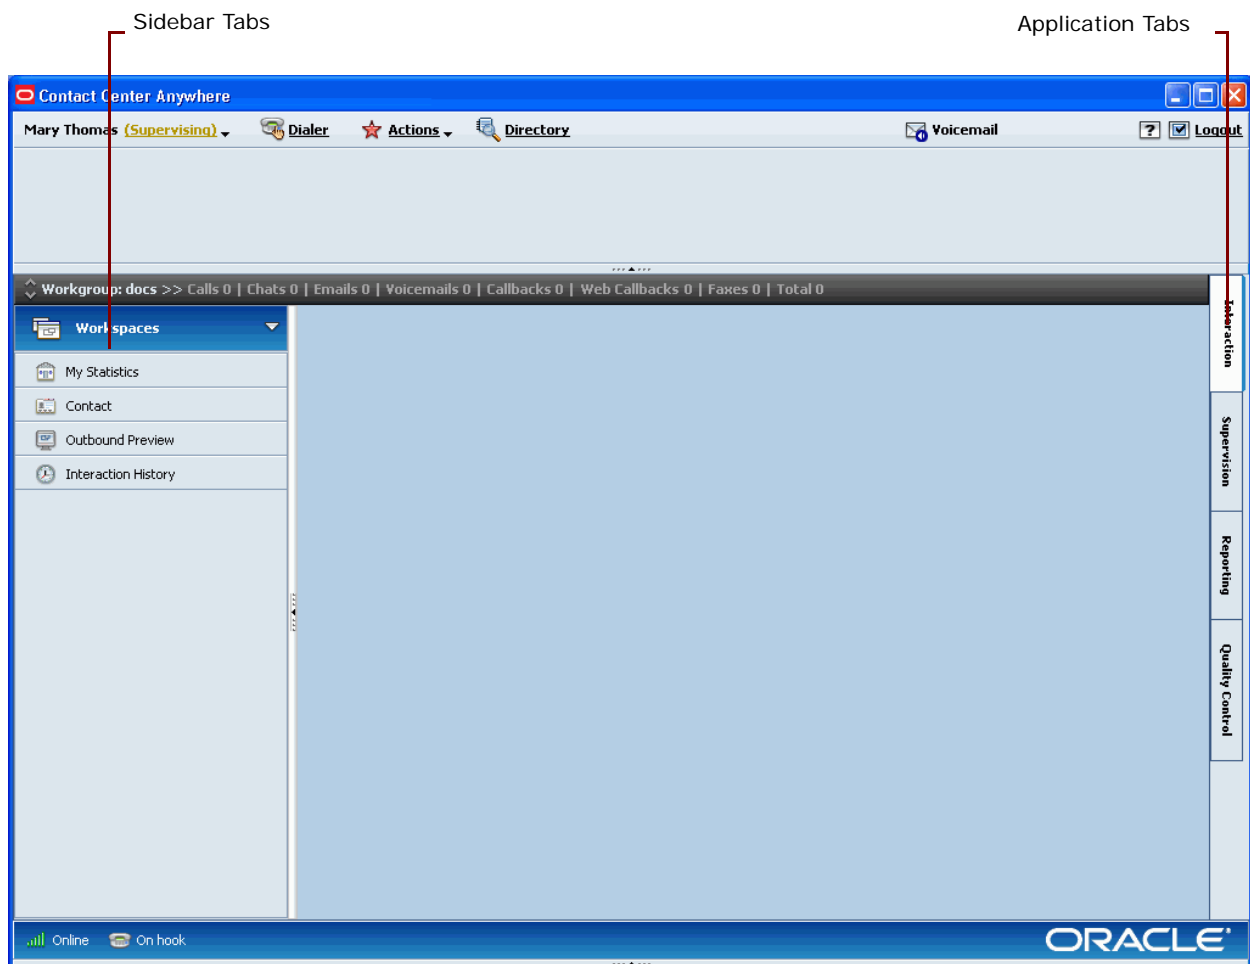 Sidebar Tabs
Application Tabs
Contact Center Anywhere
Mary Thomas (Supervising) Dialer Actions Directory Voicemail ? Logout
Workgroup: docs >> Calls 0 | Chats 0 | Emails 0 | Voicemails 0 | Callbacks 0 | Web Callbacks 0 | Faxes 0 | Total 0
Workspaces
My Statistics
Contact
Outbound Preview
Interaction History
Interaction
Supervision
Reporting
Quality Control
Online On hook
ORACLE